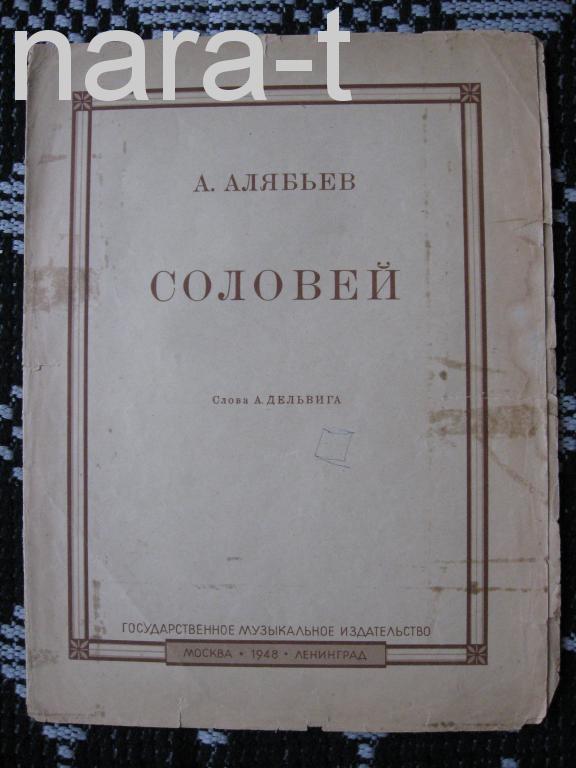 nara-t
А. АЛЯБЬЕВ
СОЛОВЕЙ
Слова А. ДЕЛЬВИГА
ГОСУДАРСТВЕННОЕ МУЗЫКАЛЬНОЕ ИЗДАТЕЛЬСТВО
МОСКВА • 1948 • ЛЕНИНГРАД